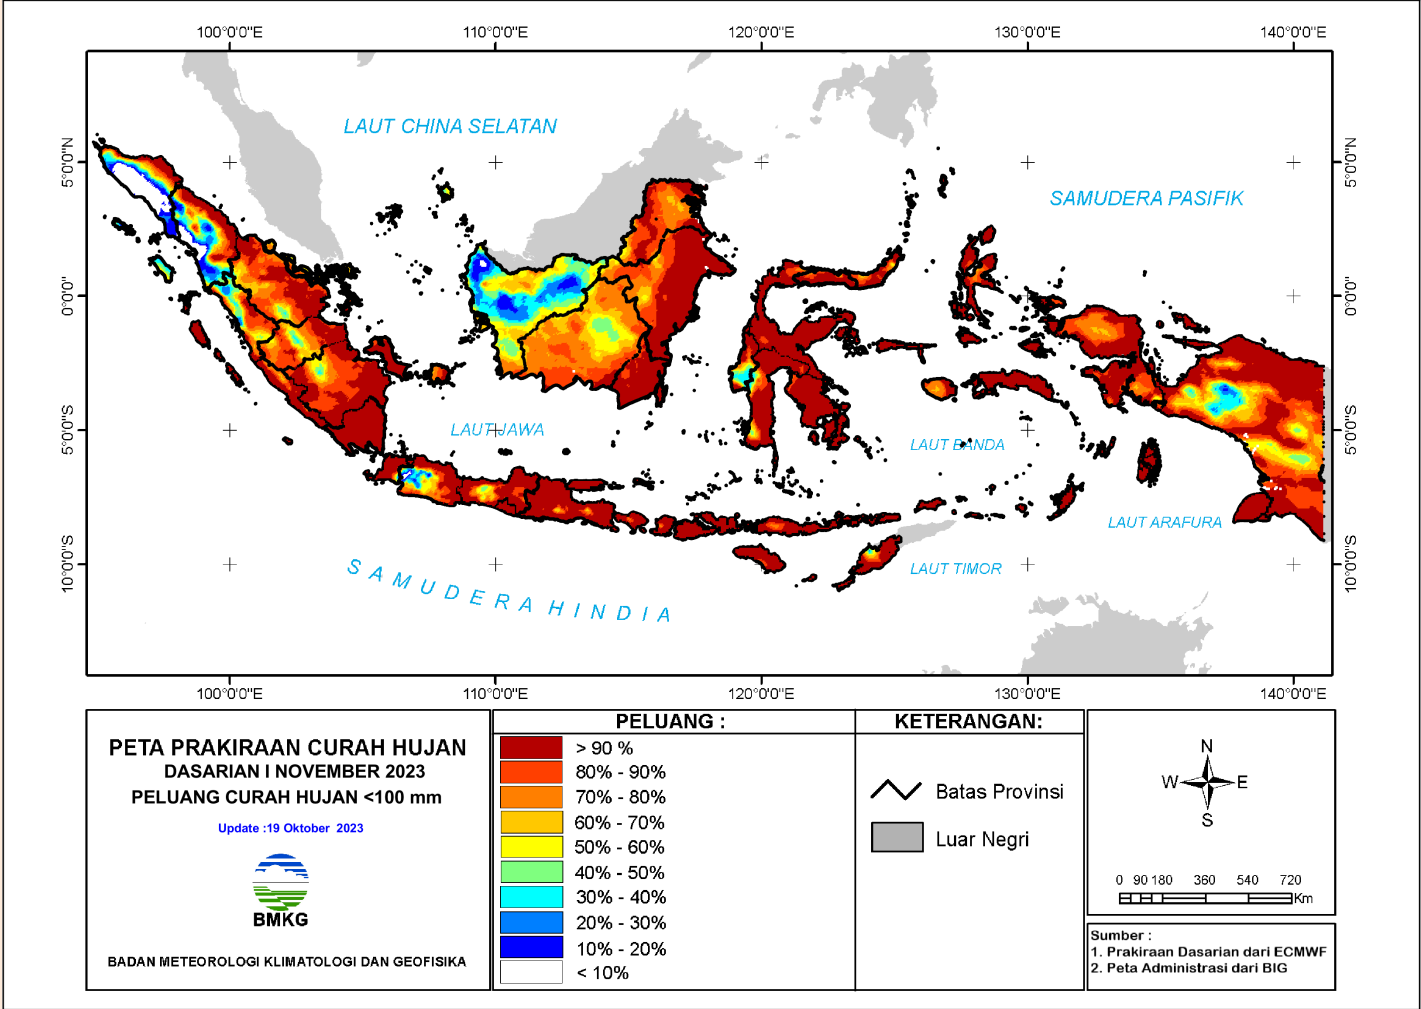 100°0'0"E 110°0'0"E 120°0'0"E 130°0'0"E 140°0'0"E
5°0'0"N
0°0'0"
5°0'0"S
10°0'0"S
LAUT CHINA SELATAN
SAMUDERA PASIFIK
LAUT JAWA
LAUT BANDA
LAUT ARAFURA
LAUT TIMOR
SAMUDERA HINDIA
5°0'0"N
0°0'0"
5°0'0"S
10°0'0"S
100°0'0"E 110°0'0"E 120°0'0"E 130°0'0"E 140°0'0"E
PETA PRAKIRAAN CURAH HUJAN
DASARIAN I NOVEMBER 2023
PELUANG CURAH HUJAN <100 mm
Update :19 Oktober 2023
BMKG
BADAN METEOROLOGI KLIMATOLOGI DAN GEOFISIKA
PELUANG :
> 90 %
80% - 90%
70% - 80%
60% - 70%
50% - 60%
40% - 50%
30% - 40%
20% - 30%
10% - 20%
< 10%
KETERANGAN:
Batas Provinsi
Luar Negri
N
W E
S
0 90 180 360 540 720
Km
Sumber :
1. Prakiraan Dasarian dari ECMWF
2. Peta Administrasi dari BIG